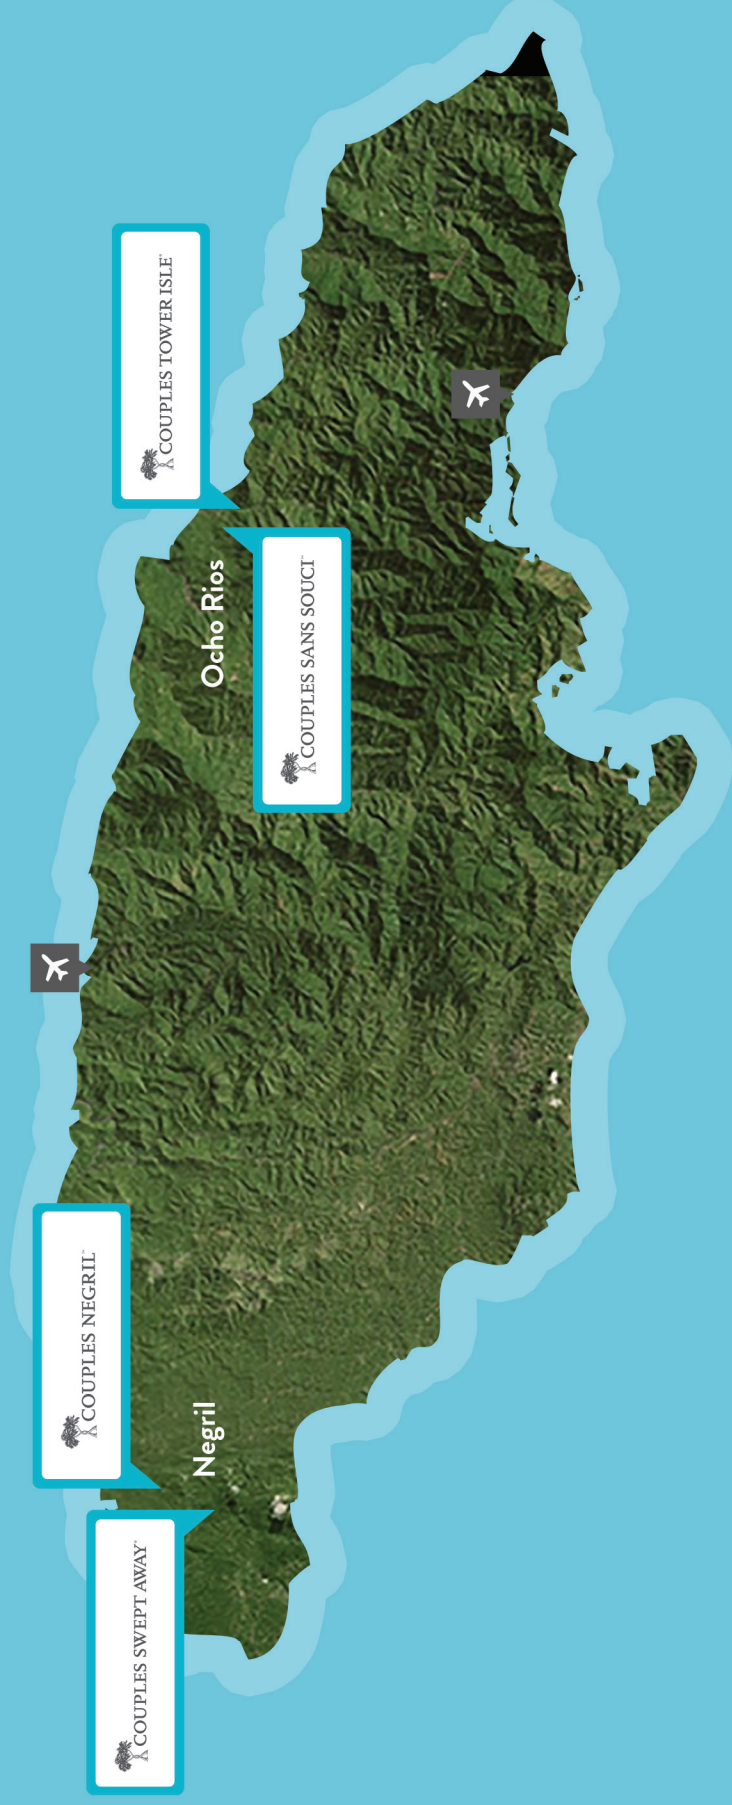 COUPLES SWEPT AWAY
COUPLES NEGRIL
Negril
COUPLES TOWER ISLE
Ocho Rios
COUPLES SANS SOUCI